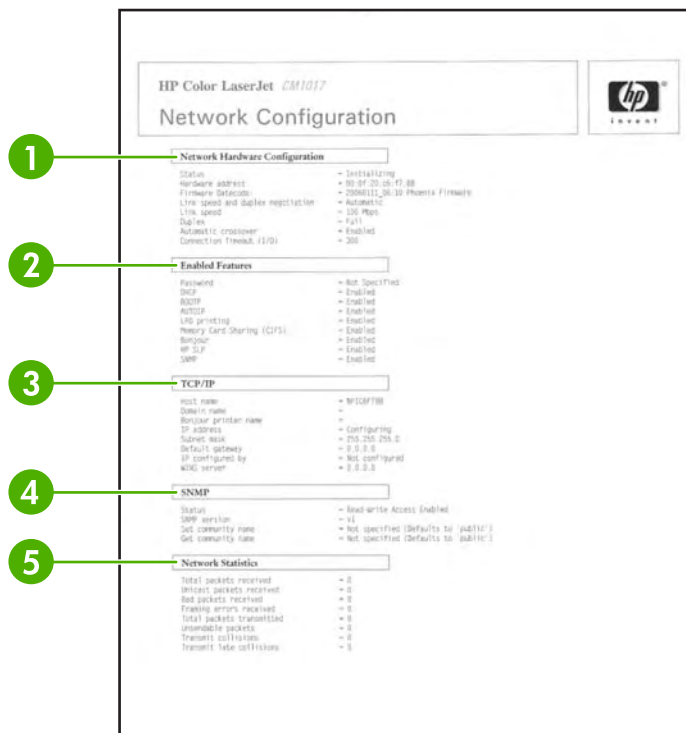 HP Color LaserJet CM1017
Network Configuration
hp
invent
1
Network Hardware Configuration
Status = Initializing
Hardware address
Firmware Datecode = 20060111_06:10 Phoenix Firmware
Link speed and duplex negotiation = Automatic
Link speed = 100 Mbps
Duplex = Full
Automatic crossover = Enabled
Connection Timeout (I/O) = 300
2
Enabled Features
Password = Not Specified
DHCP = Enabled
BOOTP = Enabled
AUTOIP = Enabled
LPD printing = Enabled
Memory Card Sharing (CIFS) = Enabled
Bonjour = Enabled
HP SLP = Enabled
SNMP = Enabled
3
TCP/IP
Host name
Domain name =
Bonjour printer name =
IP address = Configuring
Subnet mask = 255.255.255.0
Default gateway = 0.0.0.0
IP configured by = Not configured
WINS server = 0.0.0.0
4
SNMP
Status = Read-Write Access Enabled
SNMP version = v1
Set community name = Not specified (Defaults to 'public')
Get community name = Not specified (Defaults to 'public')
5
Network Statistics
Total packets received = 0
Unicast packets received = 0
Bad packets received = 0
Framing errors received = 0
Total packets transmitted = 0
Unsendable packets = 0
Transmit collisions = 0
Transmit late collisions = 0